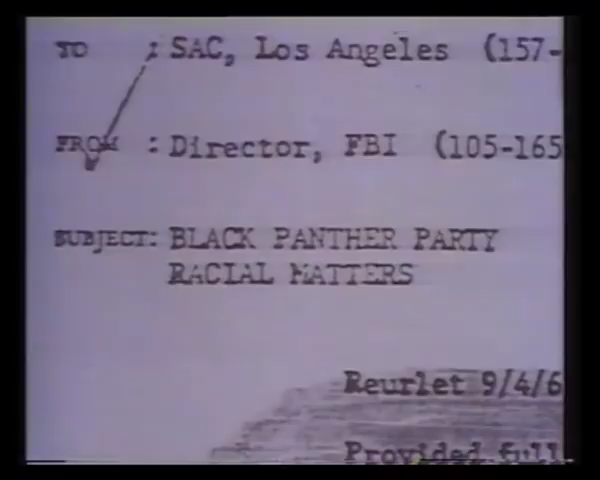 TO : SAC, Los Angeles (157-
FROM : Director, FBI (105-165
SUBJECT: BLACK PANTHER PARTY
RACIAL MATTERS
Reurlet 9/4/6
Provided full